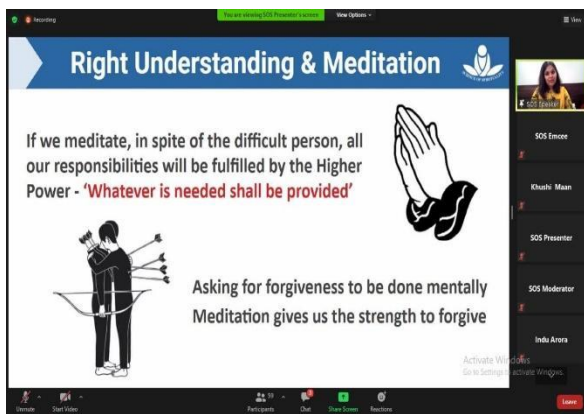 Recording
You are viewing SOS Presenter's screen
View Options
View
Right Understanding & Meditation
SCIENCE OF SPIRITUALITY
If we meditate, in spite of the difficult person, all
our responsibilities will be fulfilled by the Higher
Power - 'Whatever is needed shall be provided'
Asking for forgiveness to be done mentally
Meditation gives us the strength to forgive
SOS Speaker
SOS Emcee
Khushi Maan
SOS Presenter
SOS Moderator
Indu Arora
Activate Windows
Go to Settings to activate Windows.
Unmute
Start Video
59
Participants
Chat
Share Screen
Reactions
Leave